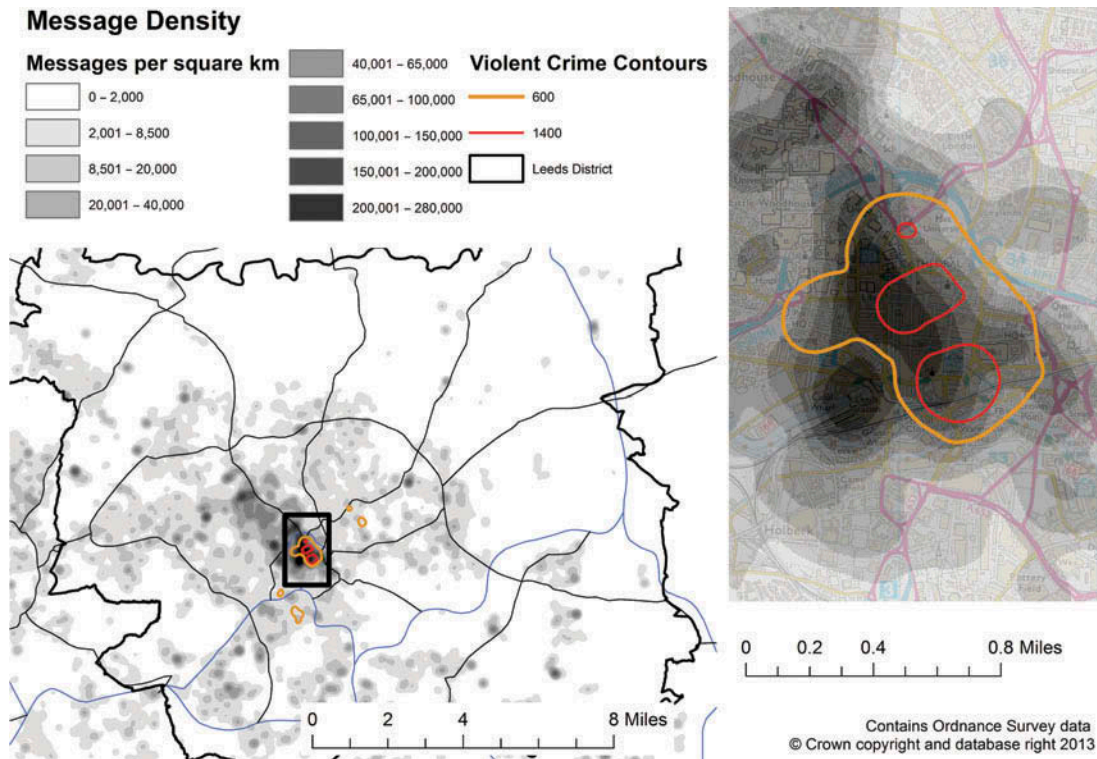 Message Density
Messages per square km
0 – 2,000
2,001 – 8,500
8,501 – 20,000
20,001 – 40,000
40,001 – 65,000
65,001 – 100,000
100,001 – 150,000
150,001 – 200,000
200,001 – 280,000
Violent Crime Contours
600
1400
Leeds District
Holbeck
0 2 4 8 Miles
0 0.2 0.4 0.8 Miles
Contains Ordnance Survey data
© Crown copyright and database right 2013